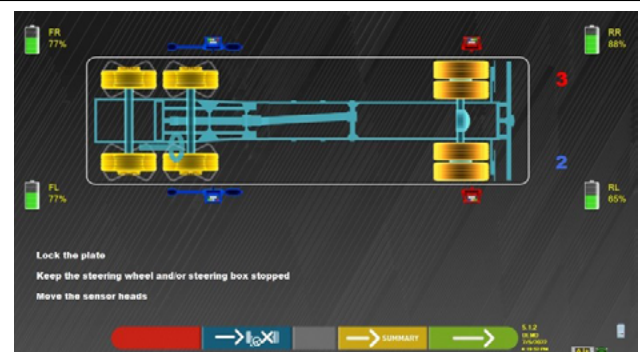 FR
77%
RR
88%
3
2
FL
77%
RL
65%
Lock the plate
Keep the steering wheel and/or steering box stopped
Move the sensor heads
SUMMARY
5.1.2